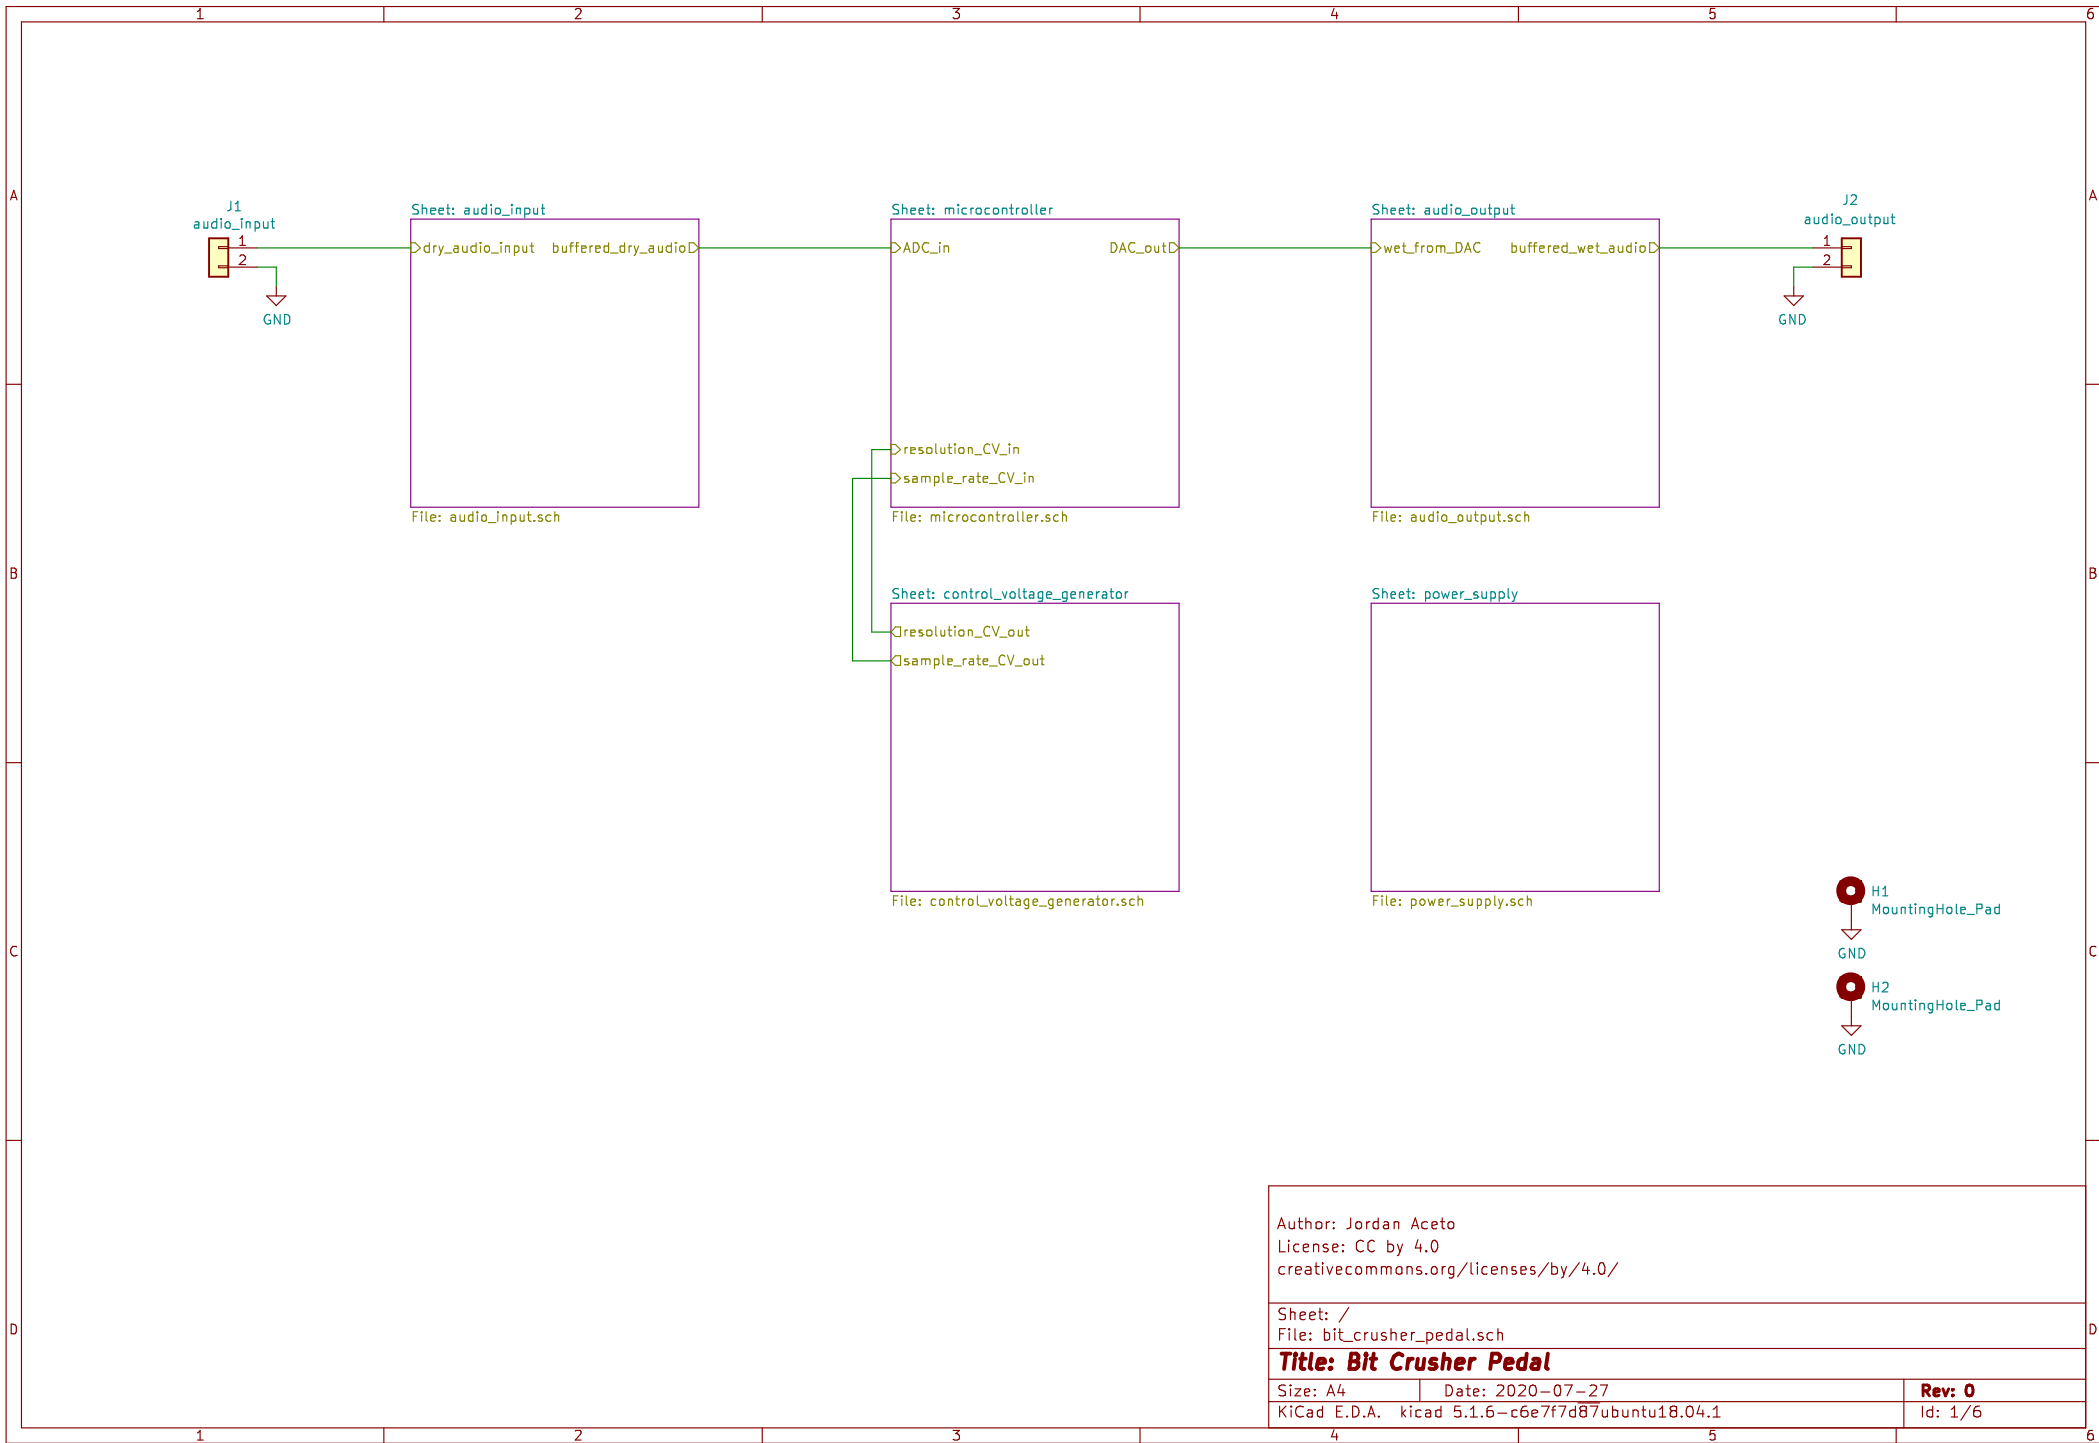 1 2 3 4 5 6
A A
J1
audio_input
1
2
GND
Sheet: audio_input
dry_audio_input buffered_dry_audio
File: audio_input.sch
Sheet: microcontroller
ADC_in DAC_out
resolution_CV_in
sample_rate_CV_in
File: microcontroller.sch
Sheet: audio_output
wet_from_DAC buffered_wet_audio
File: audio_output.sch
J2
audio_output
1
2
GND
B B
Sheet: control_voltage_generator
resolution_CV_out
sample_rate_CV_out
File: control_voltage_generator.sch
Sheet: power_supply
File: power_supply.sch
C C
H1
MountingHole_Pad
GND
H2
MountingHole_Pad
GND
D D
Author: Jordan Aceto
License: CC by 4.0
creativecommons.org/licenses/by/4.0/
Sheet: /
File: bit_crusher_pedal.sch
Title: Bit Crusher Pedal
Size: A4 Date: 2020-07-27 Rev: 0
KiCad E.D.A. kicad 5.1.6-c6e7f7d87ubuntu18.04.1 Id: 1/6
1 2 3 4 5 6